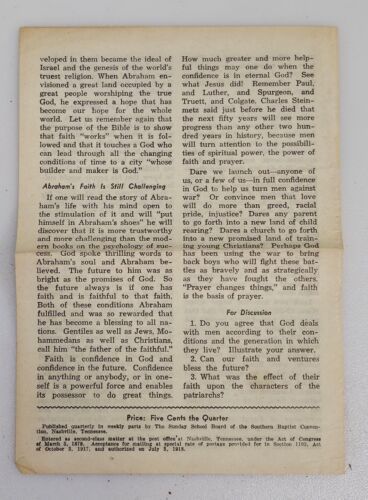 veloped in them became the ideal of
Israel and the genesis of the world's
truest religion. When Abraham en-
visioned a great land occupied by a
great people worshiping the true
God, he expressed a hope that has
become our hope for the whole
world. Let us remember again that
the purpose of the Bible is to show
that faith "works" when it is fol-
lowed and that it touches a God who
can lead through all the changing
conditions of time to a city "whose
builder and maker is God."
Abraham's Faith Is Still Challenging
If one will read the story of Abra-
ham's life with his mind open to
the stimulation of it and will "put
himself in Abraham's shoes" he will
discover that it is more trustworthy
and more challenging than the mod-
ern books on the psychology of suc-
cess. God spoke thrilling words to
Abraham's soul and Abraham be-
lieved. The future to him was as
bright as the promises of God. So
the future always is if one has
faith and is faithful to that faith.
Both of these conditions Abraham
fulfilled and was so rewarded that
he has become a blessing to all na-
tions. Gentiles as well as Jews, Mo-
hammedans as well as Christians,
call him "the father of the faithful."
Faith is confidence in God and
confidence in the future. Confidence
in anything or anybody, or in one-
self is a powerful force and enables
its possessor to do great things.
How much greater and more help-
ful things may one do when the
confidence is in eternal God? See
what Jesus did! Remember Paul,
and Luther, and Spurgeon, and
Truett, and Colgate. Charles Stein-
metz said just before he died that
the next fifty years will see more
progress than any other two hun-
dred years in history, because men
will turn attention to the possibili-
ties of spiritual power, the power of
faith and prayer.
Dare we launch out—anyone of
us, or a few of us—in full confidence
in God to help us turn men against
war? Or convince men that love
will do more than greed, racial
pride, injustice? Dares any parent
to go forth into a new land of child
rearing? Dares a church to go forth
into a new promised land of train-
ing young Christians? Perhaps God
has been using the war to bring
back boys who will fight these bat-
tles as bravely and as strategically
as they have fought the others.
"Prayer changes things," and faith
is the basis of prayer.
For Discussion
1. Do you agree that God deals
with men according to their con-
ditions and the generation in which
they live? Illustrate your answer.
2. Can our faith and ventures
bless the future?
3. What was the effect of their
faith upon the characters of the
patriarchs?
Price: Five Cents the Quarter
Published quarterly in weekly parts by The Sunday School Board of the Southern Baptist Conven-
tion, Nashville, Tennessee.
Entered as second-class matter at the post office at Nashville, Tennessee, under the Act of Congress
of March 3, 1879. Acceptance for mailing at special rate of postage provided for in Section 1103, Act
of October 3, 1917, and authorized on July 5, 1918.